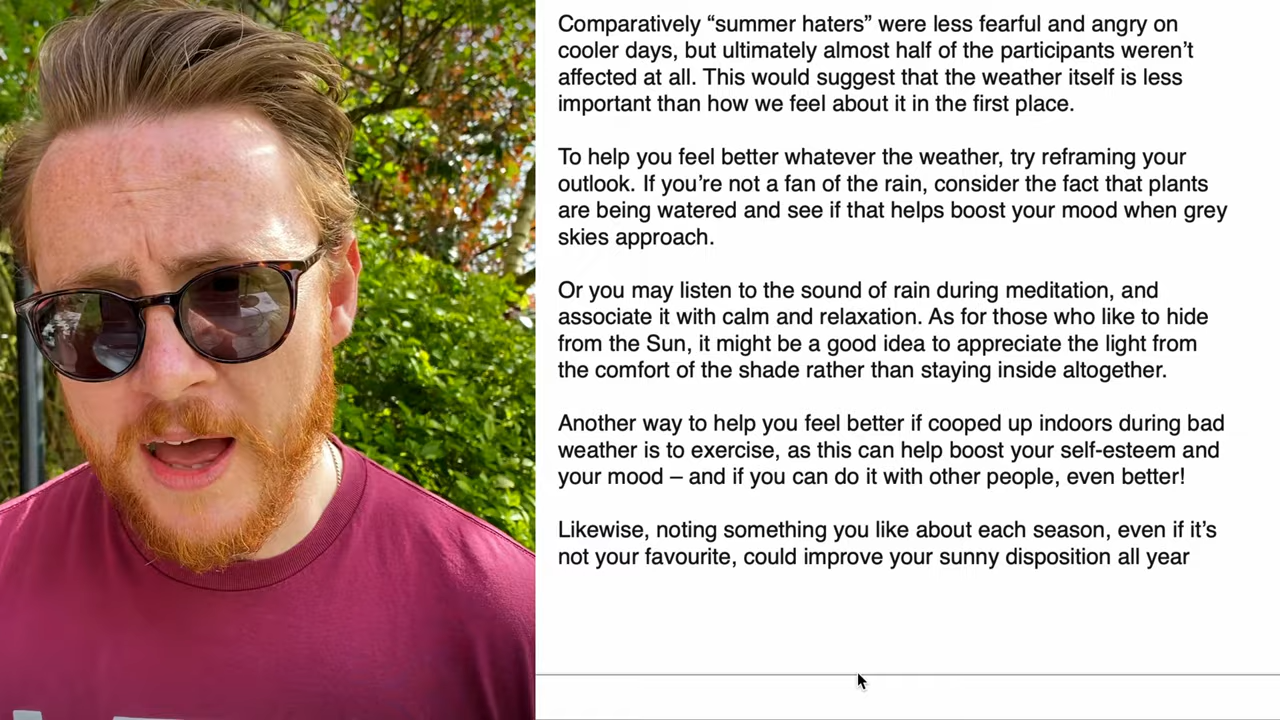 Comparatively “summer haters” were less fearful and angry on
cooler days, but ultimately almost half of the participants weren’t
affected at all. This would suggest that the weather itself is less
important than how we feel about it in the first place.
To help you feel better whatever the weather, try reframing your
outlook. If you’re not a fan of the rain, consider the fact that plants
are being watered and see if that helps boost your mood when grey
skies approach.
Or you may listen to the sound of rain during meditation, and
associate it with calm and relaxation. As for those who like to hide
from the Sun, it might be a good idea to appreciate the light from
the comfort of the shade rather than staying inside altogether.
Another way to help you feel better if cooped up indoors during bad
weather is to exercise, as this can help boost your self-esteem and
your mood – and if you can do it with other people, even better!
Likewise, noting something you like about each season, even if it’s
not your favourite, could improve your sunny disposition all year